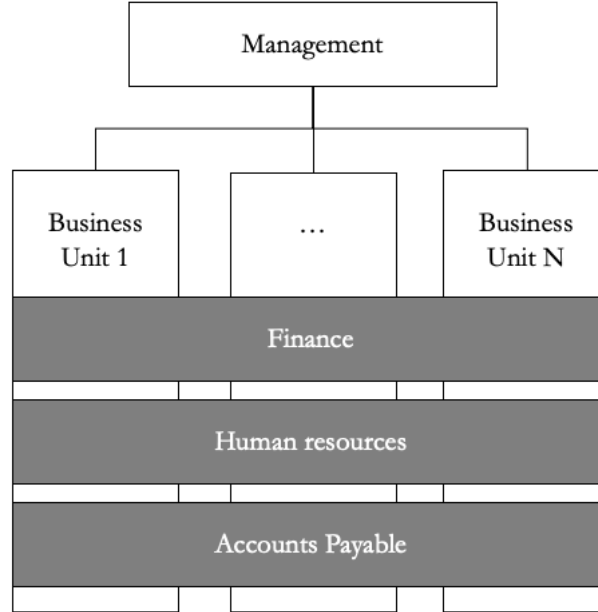 Management
Business
Unit 1
...
Business
Unit N
Finance
Human resources
Accounts Payable